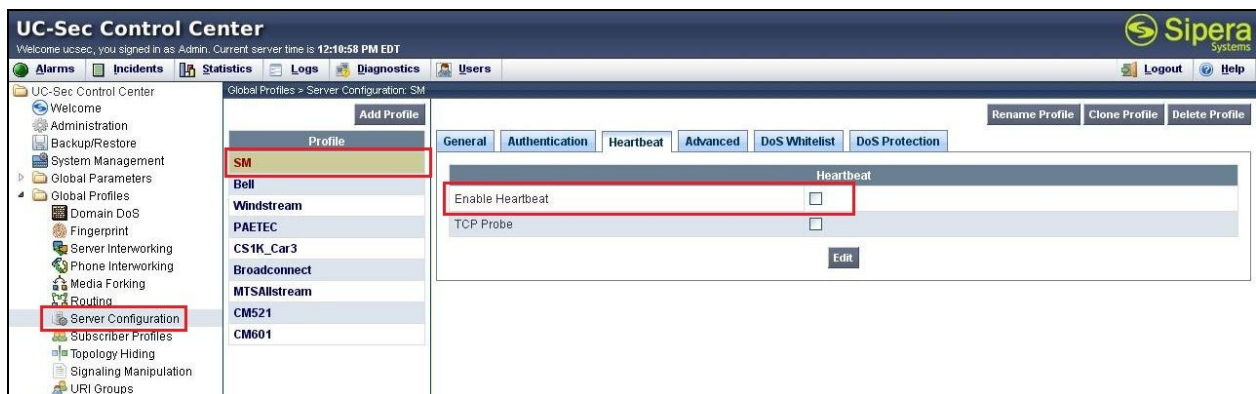 UC-Sec Control Center
Welcome ucsec, you signed in as Admin. Current server time is 12:10:58 PM EDT
Sipera
Systems
Alarms Incidents Statistics Logs Diagnostics Users Logout Help
UC-Sec Control Center
Welcome
Administration
Backup/Restore
System Management
Global Parameters
Global Profiles
Domain DoS
Fingerprint
Server Interworking
Phone Interworking
Media Forking
Routing
Server Configuration
Subscriber Profiles
Topology Hiding
Signaling Manipulation
URI Groups
Global Profiles > Server Configuration: SM
Add Profile
Profile
SM
Bell
Windstream
PAETEC
CS1K_Car3
Broadconnect
MTSAllstream
CM521
CM601
Rename Profile Clone Profile Delete Profile
General Authentication Heartbeat Advanced DoS Whitelist DoS Protection
Heartbeat
Enable Heartbeat
TCP Probe
Edit